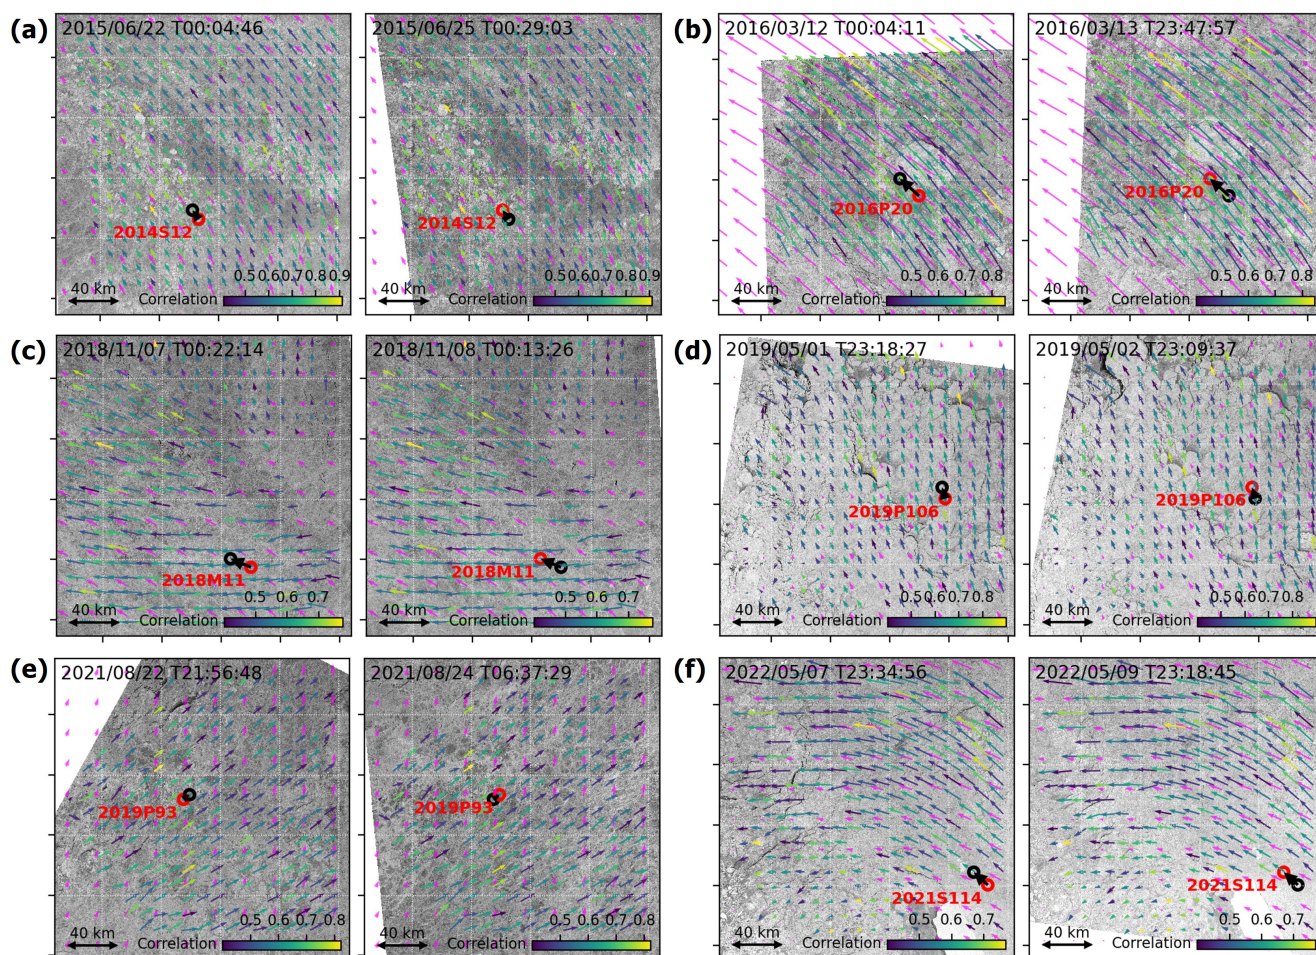 (a)
2015/06/22 T00:04:46
2014S12
0.5 0.6 0.7 0.8 0.9
40 km
Correlation
2015/06/25 T00:29:03
2014S12
0.5 0.6 0.7 0.8 0.9
40 km
Correlation
(b)
2016/03/12 T00:04:11
2016P20
0.5 0.6 0.7 0.8
40 km
Correlation
2016/03/13 T23:47:57
2016P20
0.5 0.6 0.7 0.8
40 km
Correlation
(c)
2018/11/07 T00:22:14
2018M11
0.5 0.6 0.7
40 km
Correlation
2018/11/08 T00:13:26
2018M11
0.5 0.6 0.7
40 km
Correlation
(d)
2019/05/01 T23:18:27
2019P106
0.5 0.6 0.7 0.8
40 km
Correlation
2019/05/02 T23:09:37
2019P106
0.5 0.6 0.7 0.8
40 km
Correlation
(e)
2021/08/22 T21:56:48
2019P93
0.5 0.6 0.7 0.8
40 km
Correlation
2021/08/24 T06:37:29
2019P93
0.5 0.6 0.7 0.8
40 km
Correlation
(f)
2022/05/07 T23:34:56
2021S114
0.5 0.6 0.7
40 km
Correlation
2022/05/09 T23:18:45
2021S114
0.5 0.6 0.7
40 km
Correlation